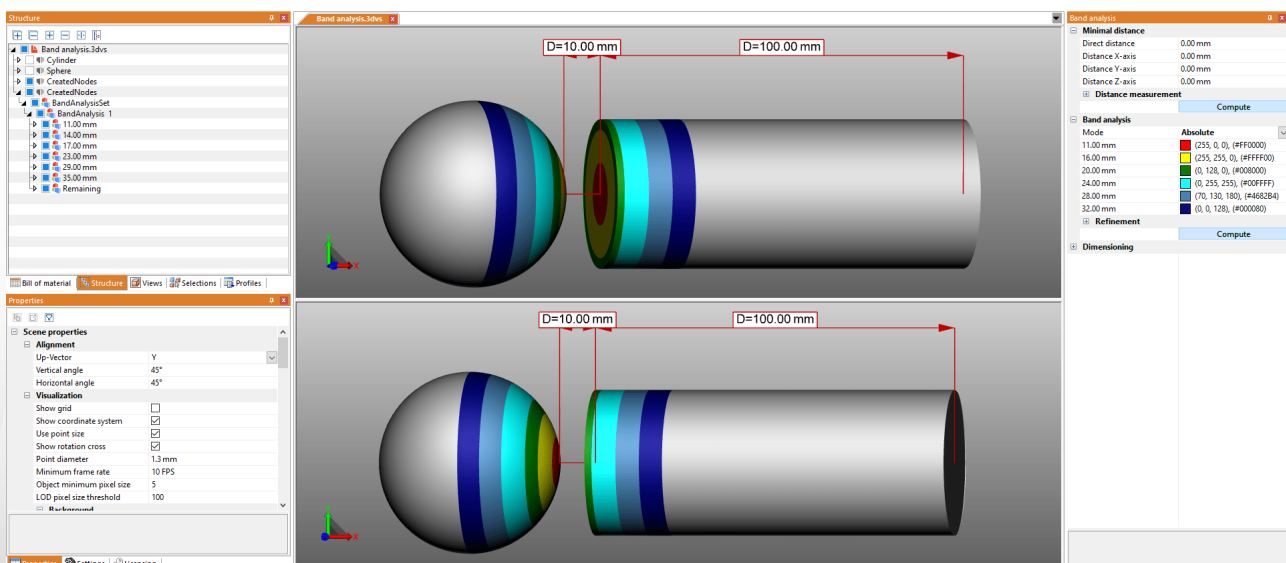 Structure
Band analysis.3dvs
Cylinder
Sphere
CreatedNodes
CreatedNodes
BandAnalysisSet
BandAnalysis 1
11.00 mm
14.00 mm
17.00 mm
23.00 mm
29.00 mm
35.00 mm
Remaining
Bill of material Structure Views Selections Profiles
Properties
Scene properties
Alignment
Up-Vector Y
Vertical angle 45°
Horizontal angle 45°
Visualization
Show grid
Show coordinate system
Use point size
Show rotation cross
Point diameter 1.3 mm
Minimum frame rate 10 FPS
Object minimum pixel size 5
LOD pixel size threshold 100
Background
Properties Settings Licensing
Band analysis.3dvs
D=10.00 mm D=100.00 mm
Y
X
D=10.00 mm D=100.00 mm
X
Band analysis
Minimal distance
Direct distance 0.00 mm
Distance X-axis 0.00 mm
Distance Y-axis 0.00 mm
Distance Z-axis 0.00 mm
Distance measurement
Compute
Band analysis
Mode Absolute
11.00 mm (255, 0, 0), (#FF0000)
16.00 mm (255, 255, 0), (#FFFF00)
20.00 mm (0, 128, 0), (#008000)
24.00 mm (0, 255, 255), (#00FFFF)
28.00 mm (70, 130, 180), (#4682B4)
32.00 mm (0, 0, 128), (#000080)
Refinement
Compute
Dimensioning